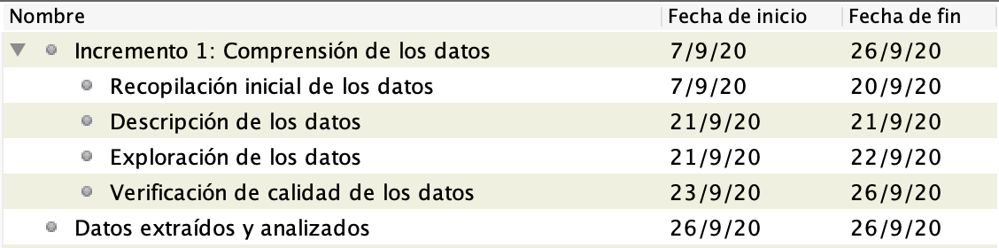 Nombre Fecha de inicio Fecha de fin
Incremento 1: Comprensión de los datos 7/9/20 26/9/20
Recopilación inicial de los datos 7/9/20 20/9/20
Descripción de los datos 21/9/20 21/9/20
Exploración de los datos 21/9/20 22/9/20
Verificación de calidad de los datos 23/9/20 26/9/20
Datos extraídos y analizados 26/9/20 26/9/20